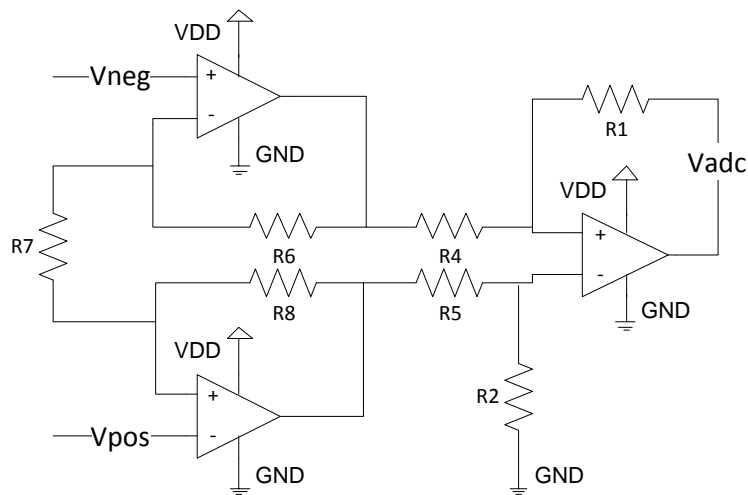 VDD
Vneg
+
-
GND
R1
Vadc
VDD
R7
R6
R4
+
-
R8
R5
GND
VDD
R2
+
-
Vpos
GND
GND